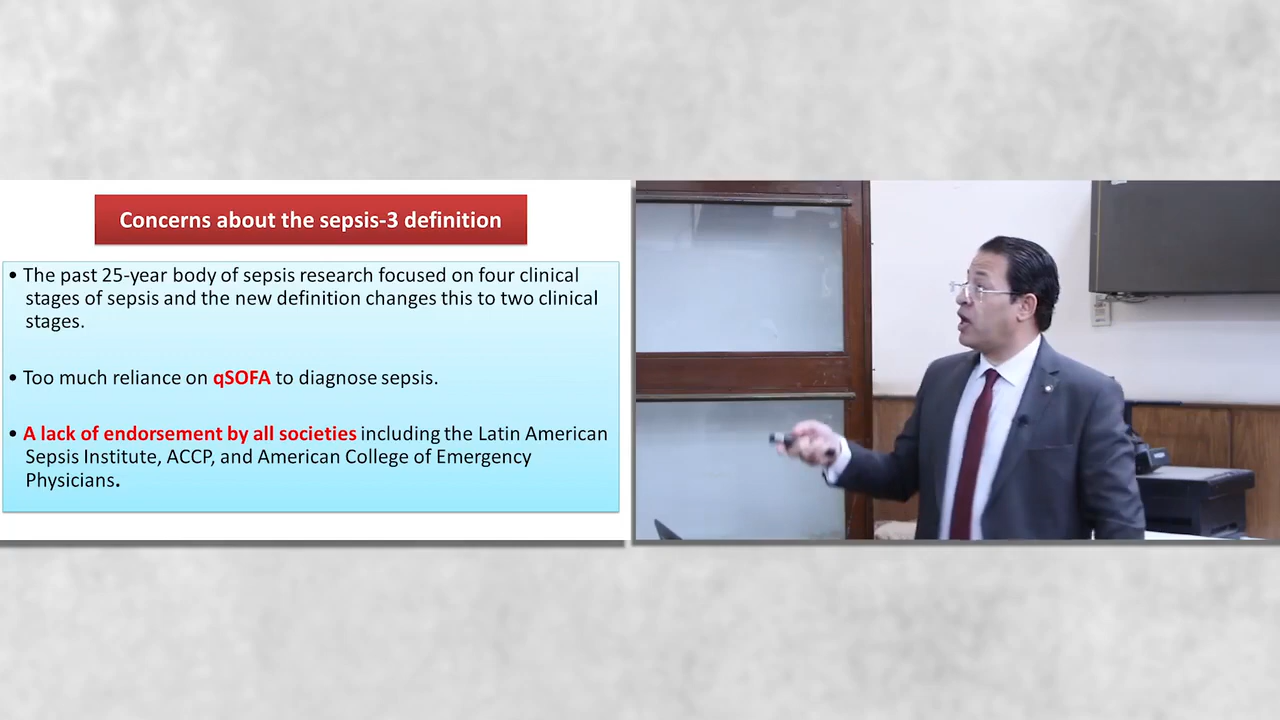 Concerns about the sepsis-3 definition
• The past 25-year body of sepsis research focused on four clinical
stages of sepsis and the new definition changes this to two clinical
stages.
• Too much reliance on qSOFA to diagnose sepsis.
• A lack of endorsement by all societies including the Latin American
Sepsis Institute, ACCP, and American College of Emergency
Physicians.